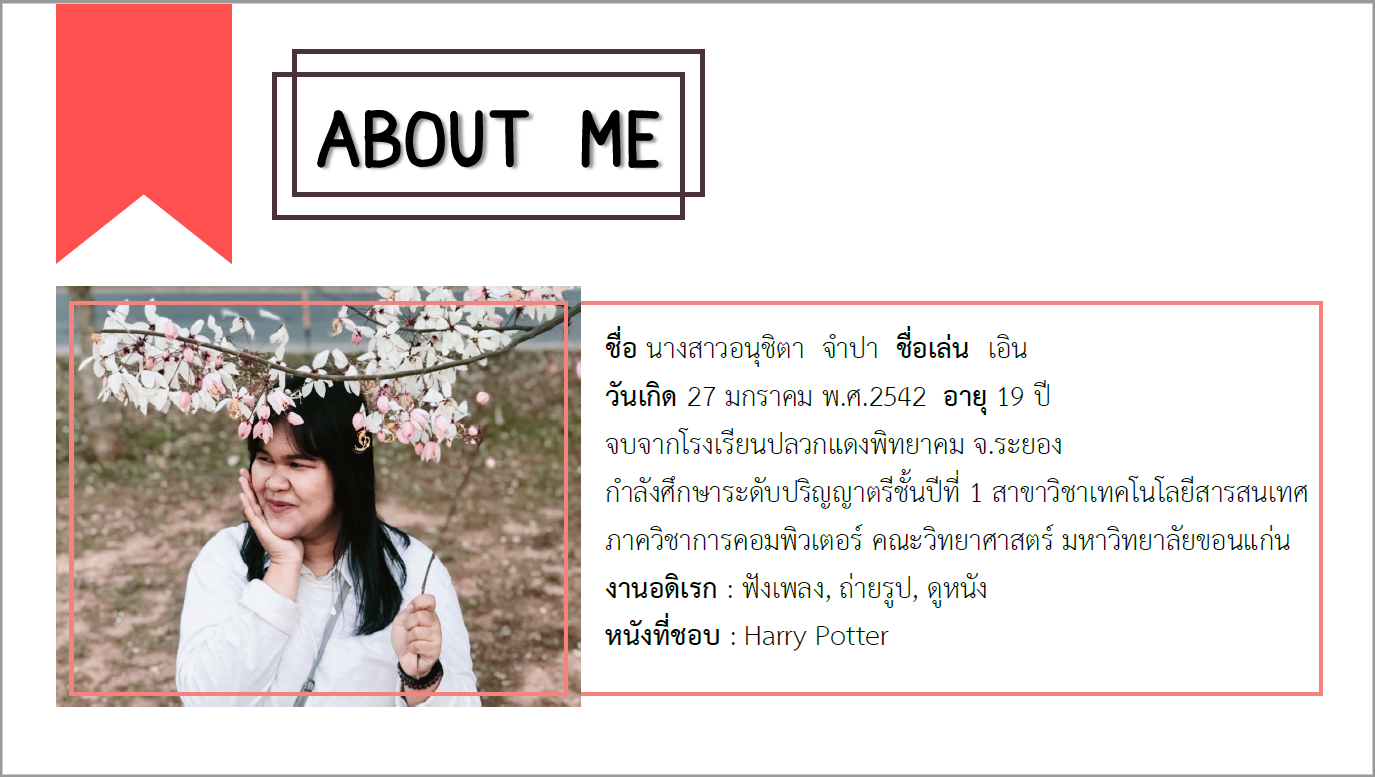 ABOUT ME
ชื่อ นางสาวอนุชิตา จำปา ชื่อเล่น เอิน
วันเกิด 27 มกราคม พ.ศ.2542 อายุ 19 ปี
จบจากโรงเรียนปลวกแดงพิทยาคม จ.ระยอง
กำลังศึกษาระดับปริญญาตรีชั้นปีที่ 1 สาขาวิชาเทคโนโลยีสารสนเทศ
ภาควิชาการคอมพิวเตอร์ คณะวิทยาศาสตร์ มหาวิทยาลัยขอนแก่น
งานอดิเรก : ฟังเพลง, ถ่ายรูป, ดูหนัง
หนังที่ชอบ : Harry Potter